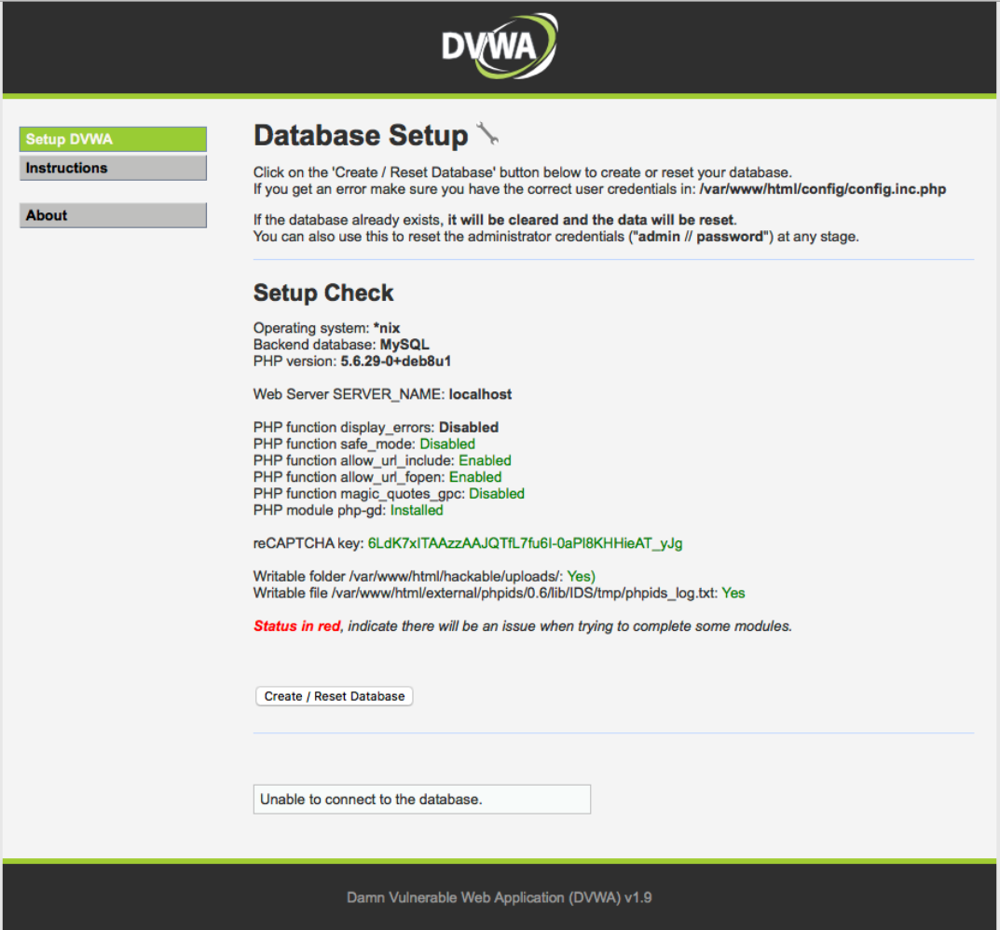 DVWA
Setup DVWA
Instructions
About
Database Setup
Click on the 'Create / Reset Database' button below to create or reset your database.
If you get an error make sure you have the correct user credentials in: /var/www/html/config/config.inc.php
If the database already exists, it will be cleared and the data will be reset.
You can also use this to reset the administrator credentials ("admin // password") at any stage.
Setup Check
Operating system: *nix
Backend database: MySQL
PHP version: 5.6.29-0+deb8u1
Web Server SERVER_NAME: localhost
PHP function display_errors: Disabled
PHP function safe_mode: Disabled
PHP function allow_url_include: Enabled
PHP function allow_url_fopen: Enabled
PHP function magic_quotes_gpc: Disabled
PHP module php-gd: Installed
reCAPTCHA key: 6LdK7xITAAzzAAJQTfL7fu6I-0aPl8KHHieAT_yJg
Writable folder /var/www/html/hackable/uploads/: Yes)
Writable file /var/www/html/external/phpids/0.6/lib/IDS/tmp/phpids_log.txt: Yes
Status in red, indicate there will be an issue when trying to complete some modules.
Create / Reset Database
Unable to connect to the database.
Damn Vulnerable Web Application (DVWA) v1.9